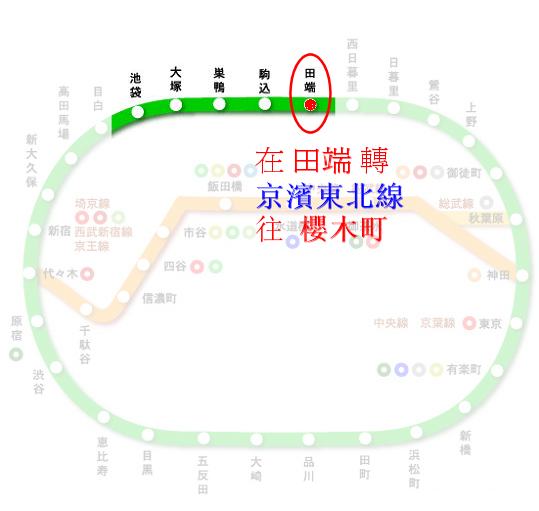 池袋
大塚
巣鴨
駒込
田端
西日暮里
日暮里
鶯谷
上野
目白
高田馬場
新大久保
在 田端 轉
京濱東北線
往 櫻木町
飯田橋
御徒町
埼京線
西武新宿線
京王線
新宿
市谷
総武線
秋葉原
代々木
四谷
信濃町
神田
千駄谷
原宿
中央線 京葉線 東京
渋谷
有楽町
恵比寿
目黒
五反田
大崎
品川
田町
浜松町
新橋